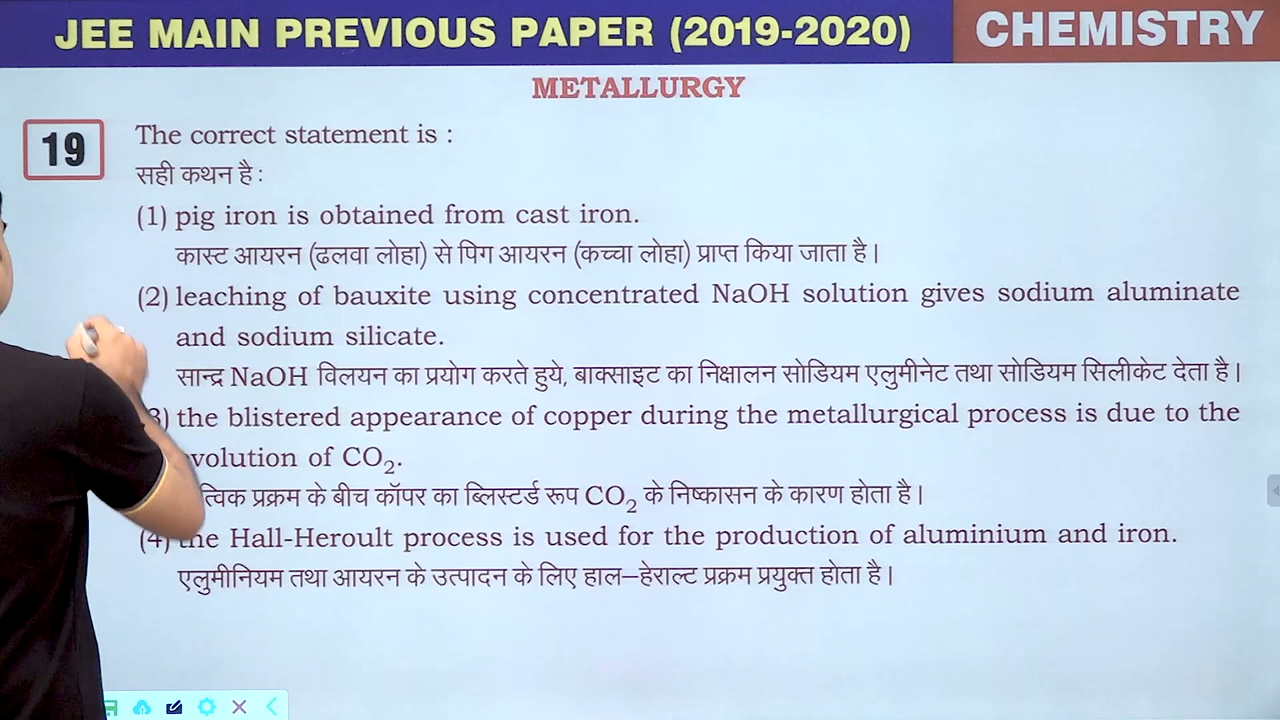 JEE MAIN PREVIOUS PAPER (2019-2020) CHEMISTRY
METALLURGY
19 The correct statement is :
सही कथन है :
(1) pig iron is obtained from cast iron.
कास्ट आयरन (ढलवा लोहा) से पिग आयरन (कच्चा लोहा) प्राप्त किया जाता है।
(2) leaching of bauxite using concentrated NaOH solution gives sodium aluminate
and sodium silicate.
सान्द्र NaOH विलयन का प्रयोग करते हुये, बाक्साइट का निक्षालन सोडियम एलुमीनेट तथा सोडियम सिलीकेट देता है।
3) the blistered appearance of copper during the metallurgical process is due to the
volution of CO₂.
त्विक प्रक्रम के बीच कॉपर का ब्लिस्टर्ड रूप CO₂ के निष्कासन के कारण होता है।
(4) the Hall-Heroult process is used for the production of aluminium and iron.
एलुमीनियम तथा आयरन के उत्पादन के लिए हाल–हेराल्ट प्रक्रम प्रयुक्त होता है।